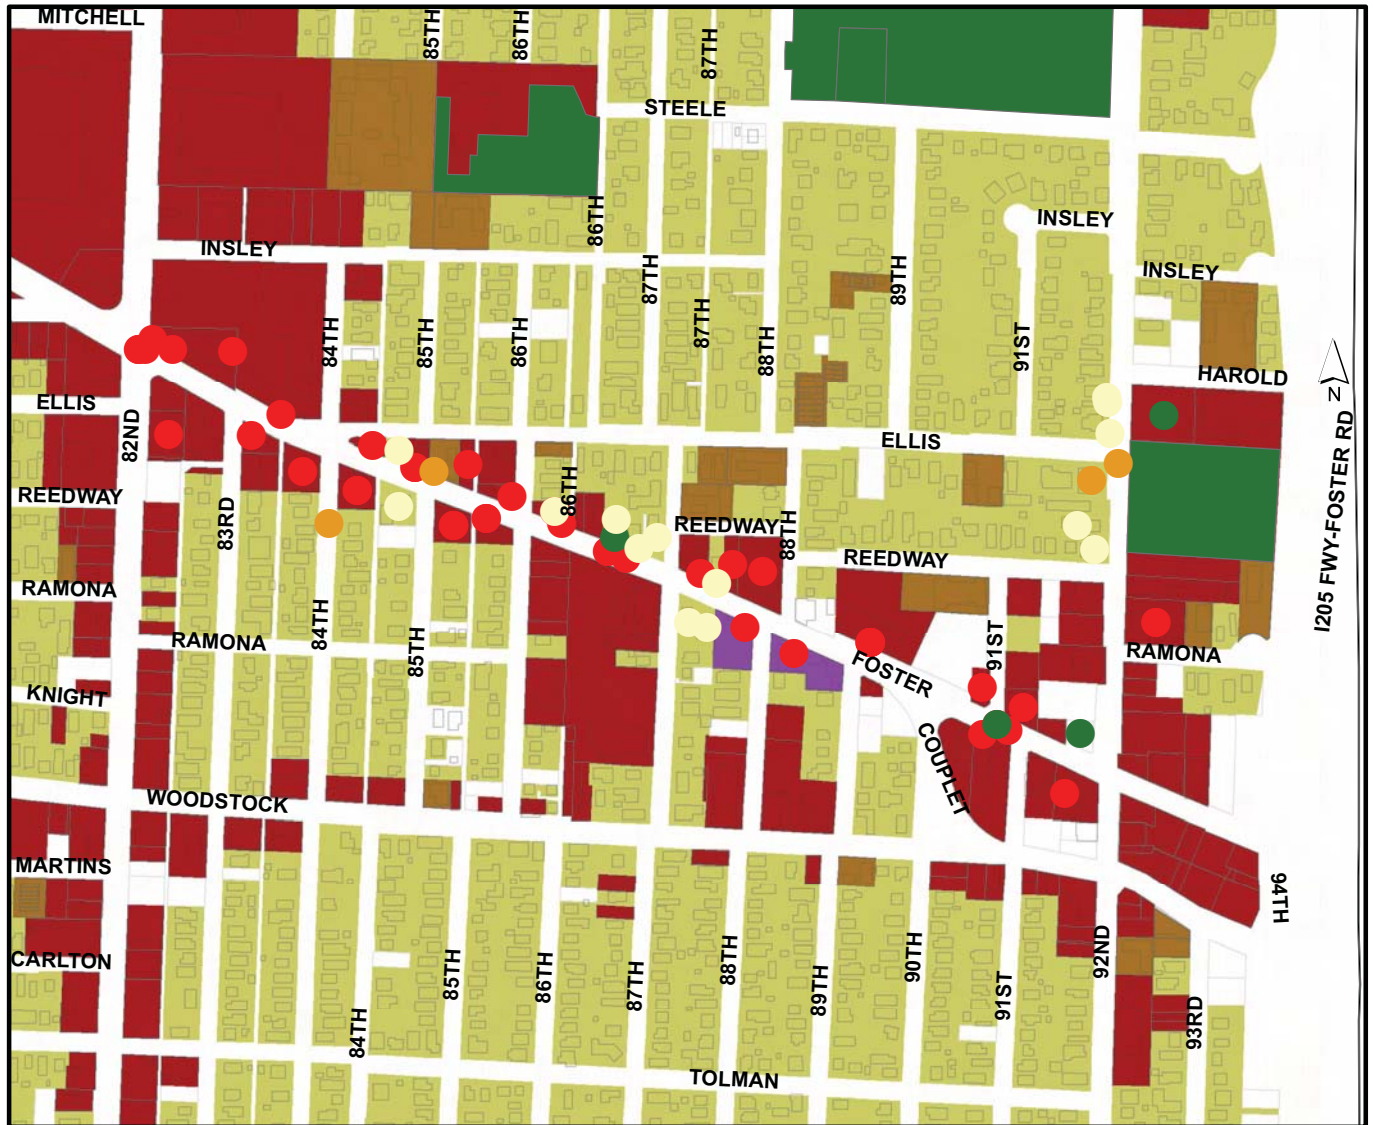 MITCHELL
85TH
86TH
87TH
STEELE
86TH
INSLEY
INSLEY
INSLEY
87TH
89TH
84TH
85TH
86TH
87TH
88TH
91ST
HAROLD
N
I205 FWY-FOSTER RD
ELLIS
82ND
ELLIS
REEDWAY
83RD
86TH
REEDWAY
88TH
REEDWAY
RAMONA
84TH
85TH
RAMONA
91ST
RAMONA
FOSTER
KNIGHT
COUPLET
WOODSTOCK
MARTINS
94TH
CARLTON
85TH
86TH
87TH
88TH
89TH
90TH
91ST
92ND
93RD
84TH
TOLMAN